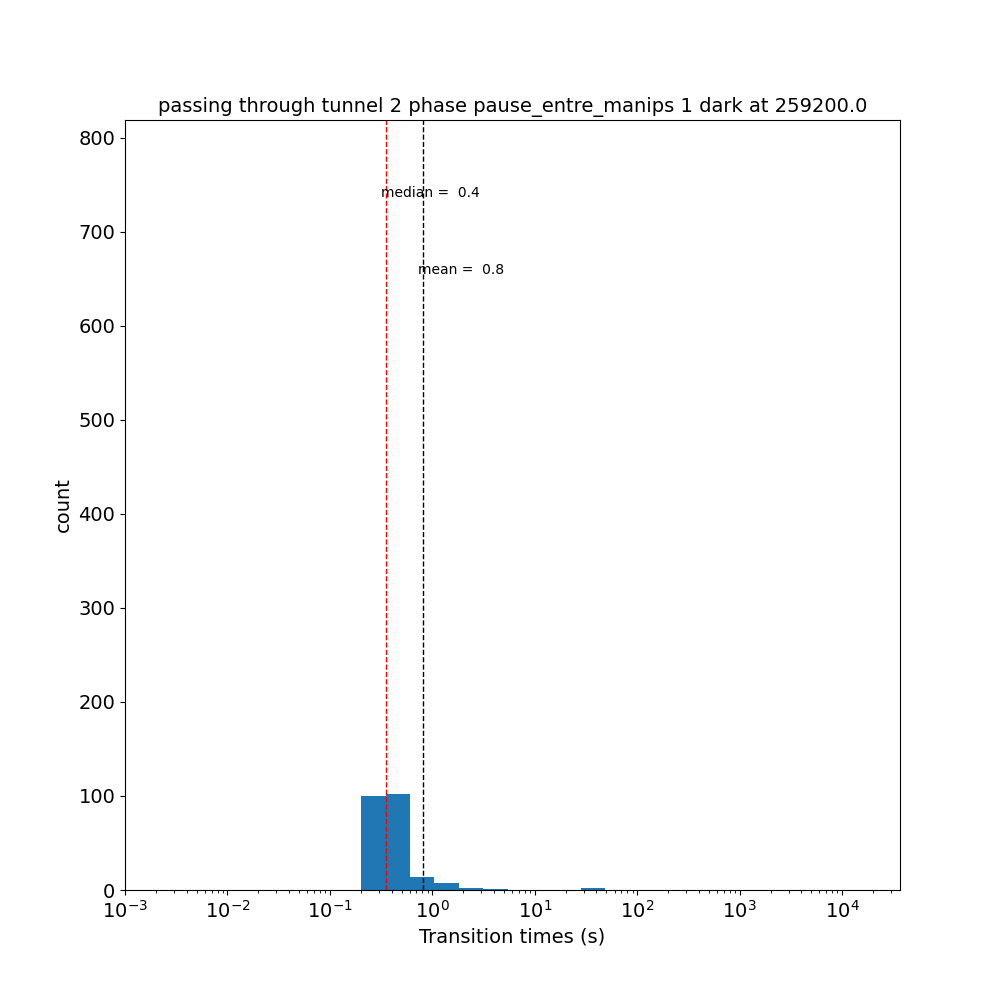 passing through tunnel 2 phase pause_entre_manips 1 dark at 259200.0
800
median =  0.4
700
mean =  0.8
600
500
count
400
300
200
100
0
10⁻³ 10⁻² 10⁻¹ 10⁰ 10¹ 10² 10³ 10⁴
Transition times (s)